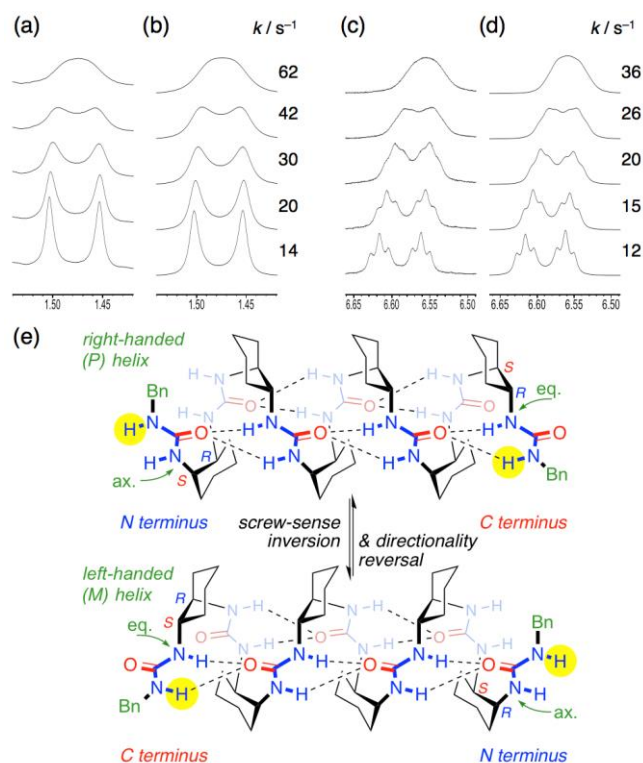 (a) (b) k / s⁻¹ (c) (d) k / s⁻¹
62 36
42 26
30 20
20 15
14 12
1.50 1.45 1.50 1.45 6.65 6.60 6.55 6.50 6.65 6.60 6.55 6.50
(e)
right-handed
(P) helix
Bn
H N
N H
O
H N
N H
O
S
R
eq.
H N O H N O H N O H N O
H N
H N
H N
N H
R
S
ax.
Bn
N terminus
C terminus
screw-sense & directionality
inversion reversal
left-handed
(M) helix
R
S
eq.
N H
O
N H
N H
O
N H
Bn
H
O N H O N H O N H
N H
N H
N H
S
R
ax.
Bn
C terminus
N terminus